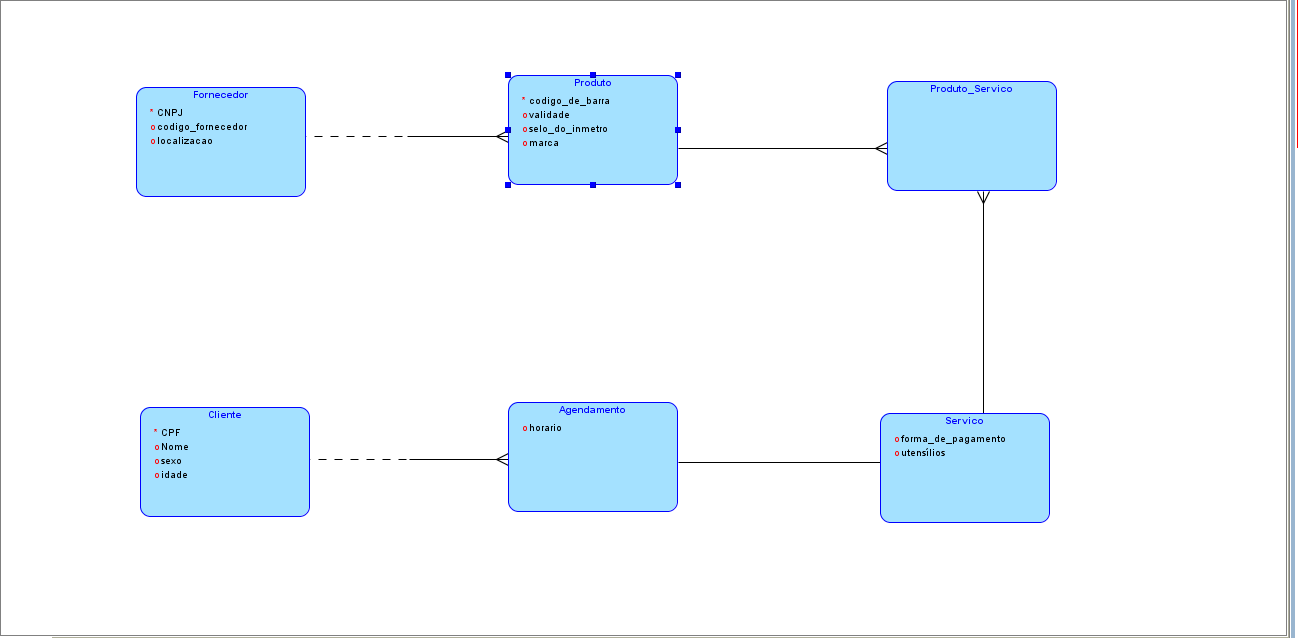 Fornecedor
* CNPJ
o codigo_fornecedor
o localizacao
Produto
* codigo_de_barra
o validade
o selo_do_inmetro
o marca
Produto_Servico
Cliente
* CPF
o Nome
o sexo
o idade
Agendamento
o horario
Servico
o forma_de_pagamento
o utensílios